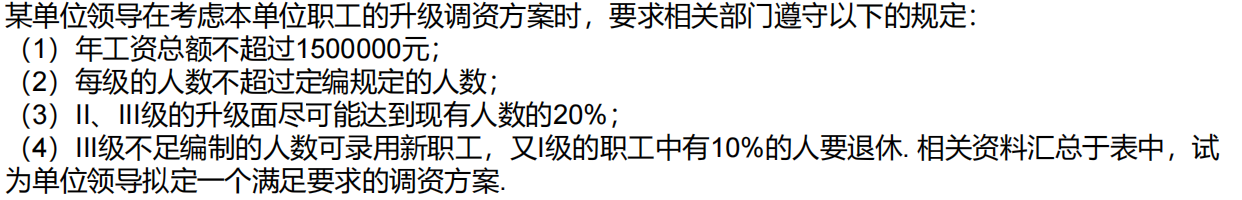 某单位领导在考虑本单位职工的升级调资方案时，要求相关部门遵守以下的规定：
（1）年工资总额不超过1500000元；
（2）每级的人数不超过定编规定的人数；
（3）II、III级的升级面尽可能达到现有人数的20%；
（4）III级不足编制的人数可录用新职工，又I级的职工中有10%的人要退休. 相关资料汇总于表中，试
为单位领导拟定一个满足要求的调资方案.